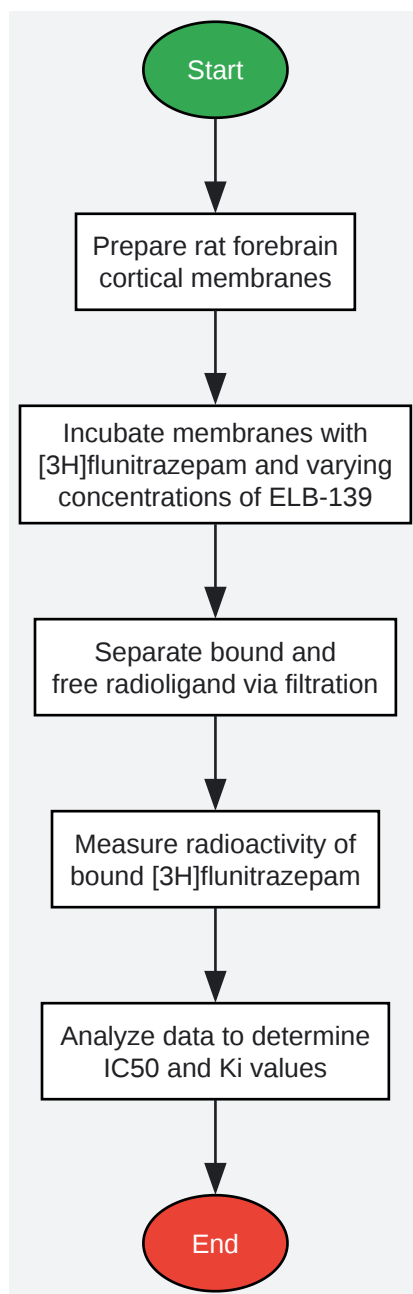 Start
Prepare rat forebrain
cortical membranes
Incubate membranes with
[3H]flunitrazepam and varying
concentrations of ELB-139
Separate bound and
free radioligand via filtration
Measure radioactivity of
bound [3H]flunitrazepam
Analyze data to determine
IC50 and Ki values
End